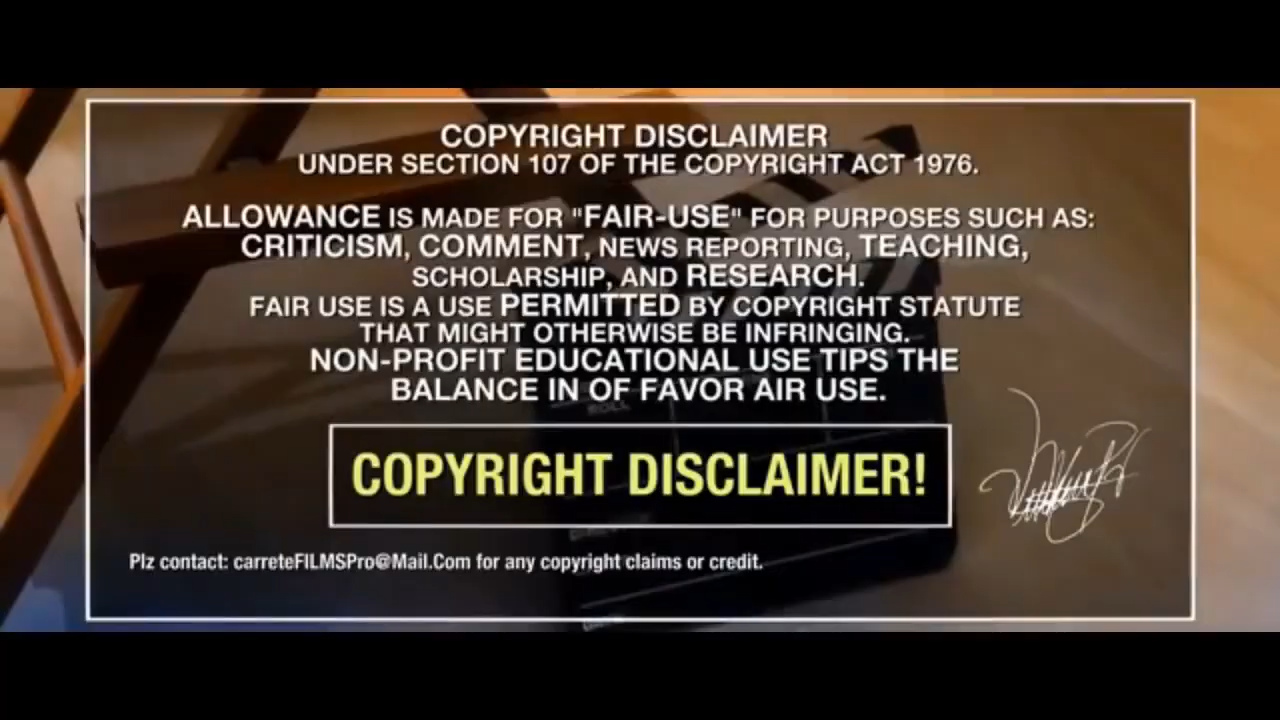 COPYRIGHT DISCLAIMER
UNDER SECTION 107 OF THE COPYRIGHT ACT 1976.
ALLOWANCE IS MADE FOR "FAIR-USE" FOR PURPOSES SUCH AS:
CRITICISM, COMMENT, NEWS REPORTING, TEACHING,
SCHOLARSHIP, AND RESEARCH.
FAIR USE IS A USE PERMITTED BY COPYRIGHT STATUTE
THAT MIGHT OTHERWISE BE INFRINGING.
NON-PROFIT EDUCATIONAL USE TIPS THE
BALANCE IN OF FAVOR AIR USE.
ROLL
COPYRIGHT DISCLAIMER!
Plz contact: carreteFILMSPro@Mail.Com for any copyright claims or credit.